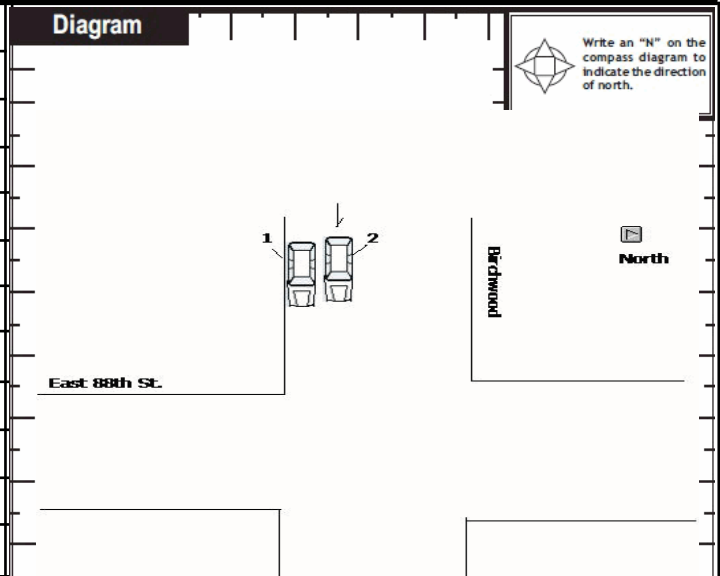 Diagram
Write an “N” on the
compass diagram to
indicate the direction
of north.
1
2
Birdwood
North
East 88th St.